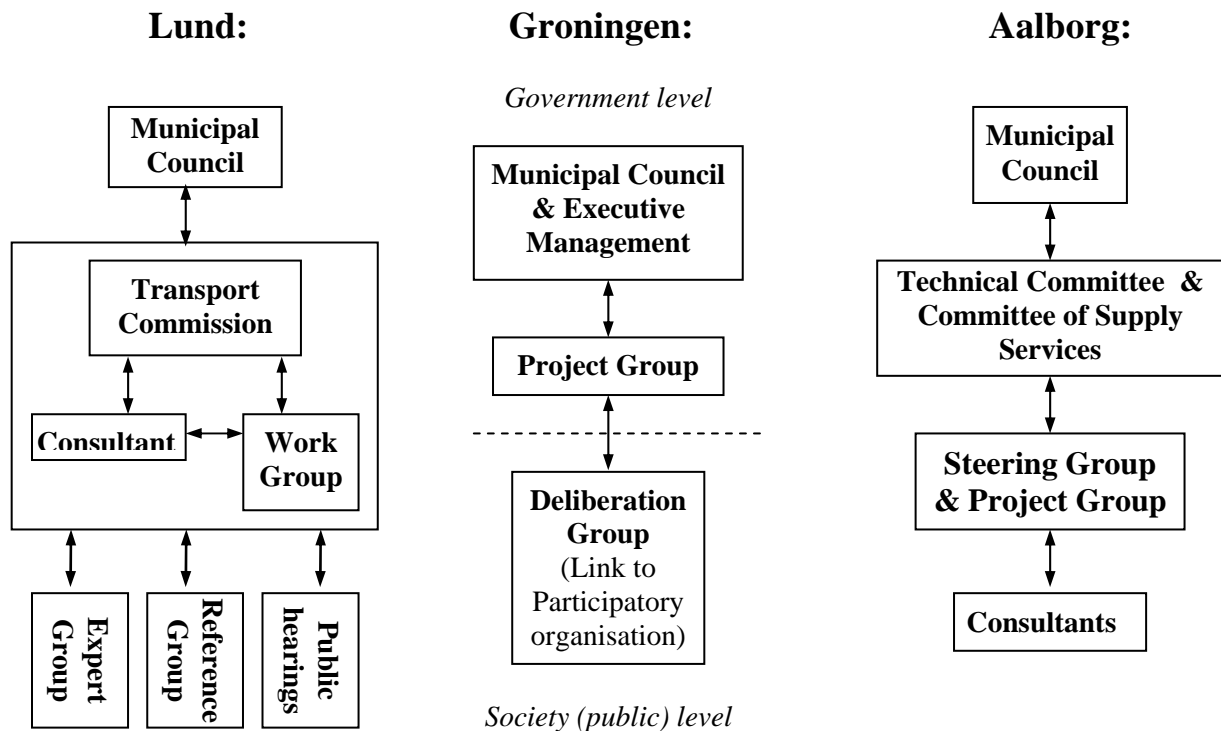 Lund:
Municipal
Council
Transport
Commission
Consultant
Work
Group
Expert
Group
Reference
Group
Public
hearings
Groningen:
Government level
Municipal Council
& Executive
Management
Project Group
Deliberation
Group
(Link to
Participatory
organisation)
Society (public) level
Aalborg:
Municipal
Council
Technical Committee &
Committee of Supply
Services
Steering Group
& Project Group
Consultants